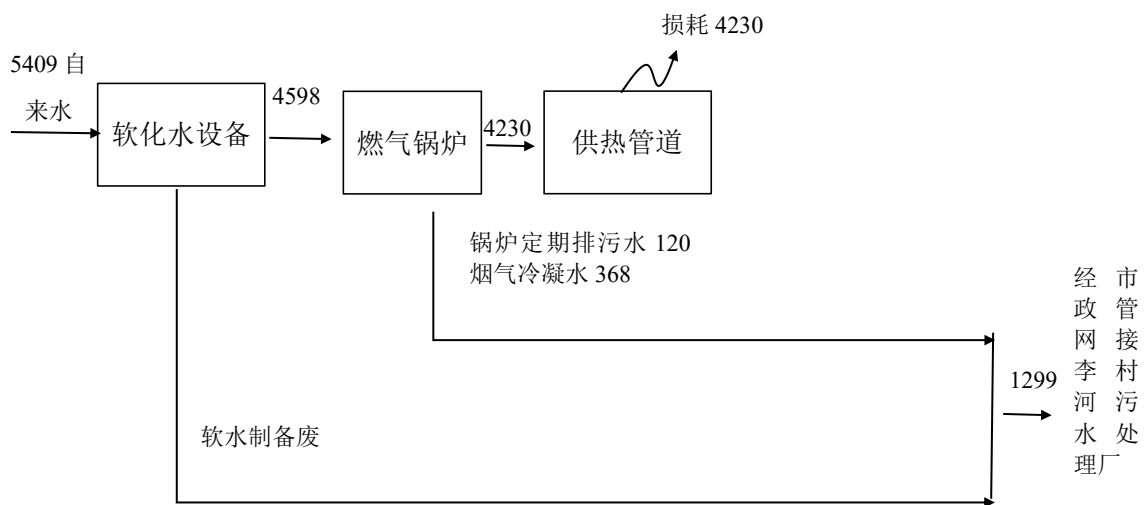 损耗 4230
5409 自
来水
软化水设备
4598
燃气锅炉
4230
供热管道
锅炉定期排污水 120
烟气冷凝水 368
软水制备废
1299
经 市
政 管
网 接
李 村
河 污
水 处
理厂